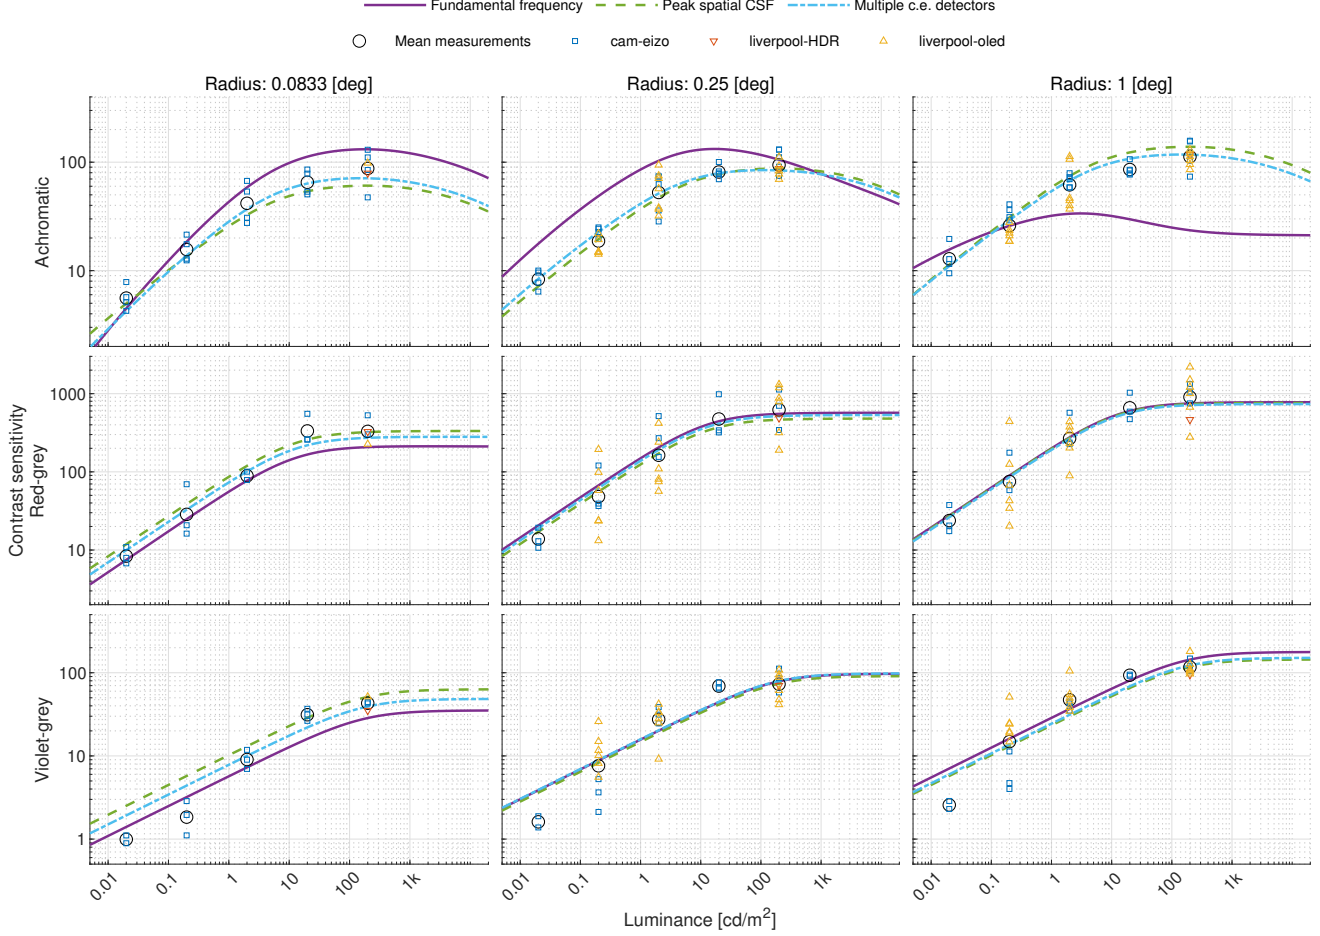 Fundamental frequency Peak spatial CSF Multiple c.e. detectors
Mean measurements cam-eizo liverpool-HDR liverpool-oled
Radius: 0.0833 [deg] Radius: 0.25 [deg] Radius: 1 [deg]
Achromatic
100
10
Contrast sensitivity
Red-grey
1000
100
10
Violet-grey
100
10
1
0.01 0.1 1 10 100 1k 0.01 0.1 1 10 100 1k 0.01 0.1 1 10 100 1k
Luminance [cd/m²]